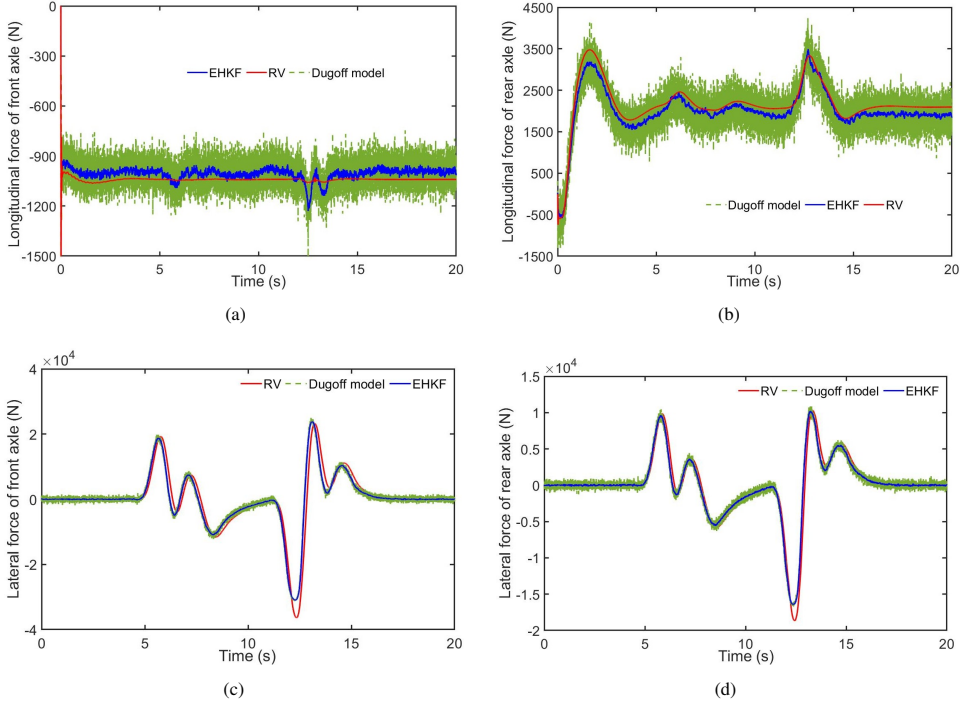 0
-300
-600
-900
-1200
-1500
Longitudinal force of front axle (N)
EHKF RV Dugoff model
0 5 10 15 20
Time (s)
(a)
4500
3500
2500
1500
500
-500
-1500
Longitudinal force of rear axle (N)
Dugoff model EHKF RV
0 5 10 15 20
Time (s)
(b)
×10⁴
4
2
0
-2
-4
Lateral force of front axle (N)
RV Dugoff model EHKF
0 5 10 15 20
Time (s)
(c)
×10⁴
1.5
1
0.5
0
-0.5
-1
-1.5
-2
Lateral force of rear axle (N)
RV Dugoff model EHKF
0 5 10 15 20
Time (s)
(d)